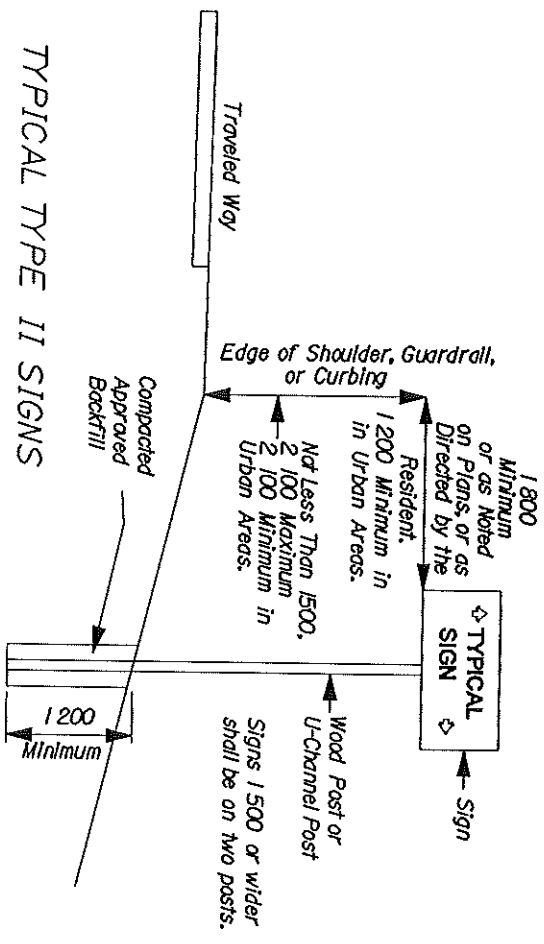 1 800
Minimum
or as Noted
on Plans, or as
Directed by the
Resident.
1 200 Minimum in
in Urban Areas.
TYPICAL
SIGN
Sign
Edge of Shoulder, Guardrail,
or Curbing
Not Less Than 1500,
2 100 Maximum
2 100 Minimum in
Urban Areas.
Wood Post or
U-Channel Post
Signs 1 500 or wider
shall be on two posts.
Traveled Way
Compacted
Approved
Backfill
1 200
Minimum
TYPICAL TYPE II SIGNS